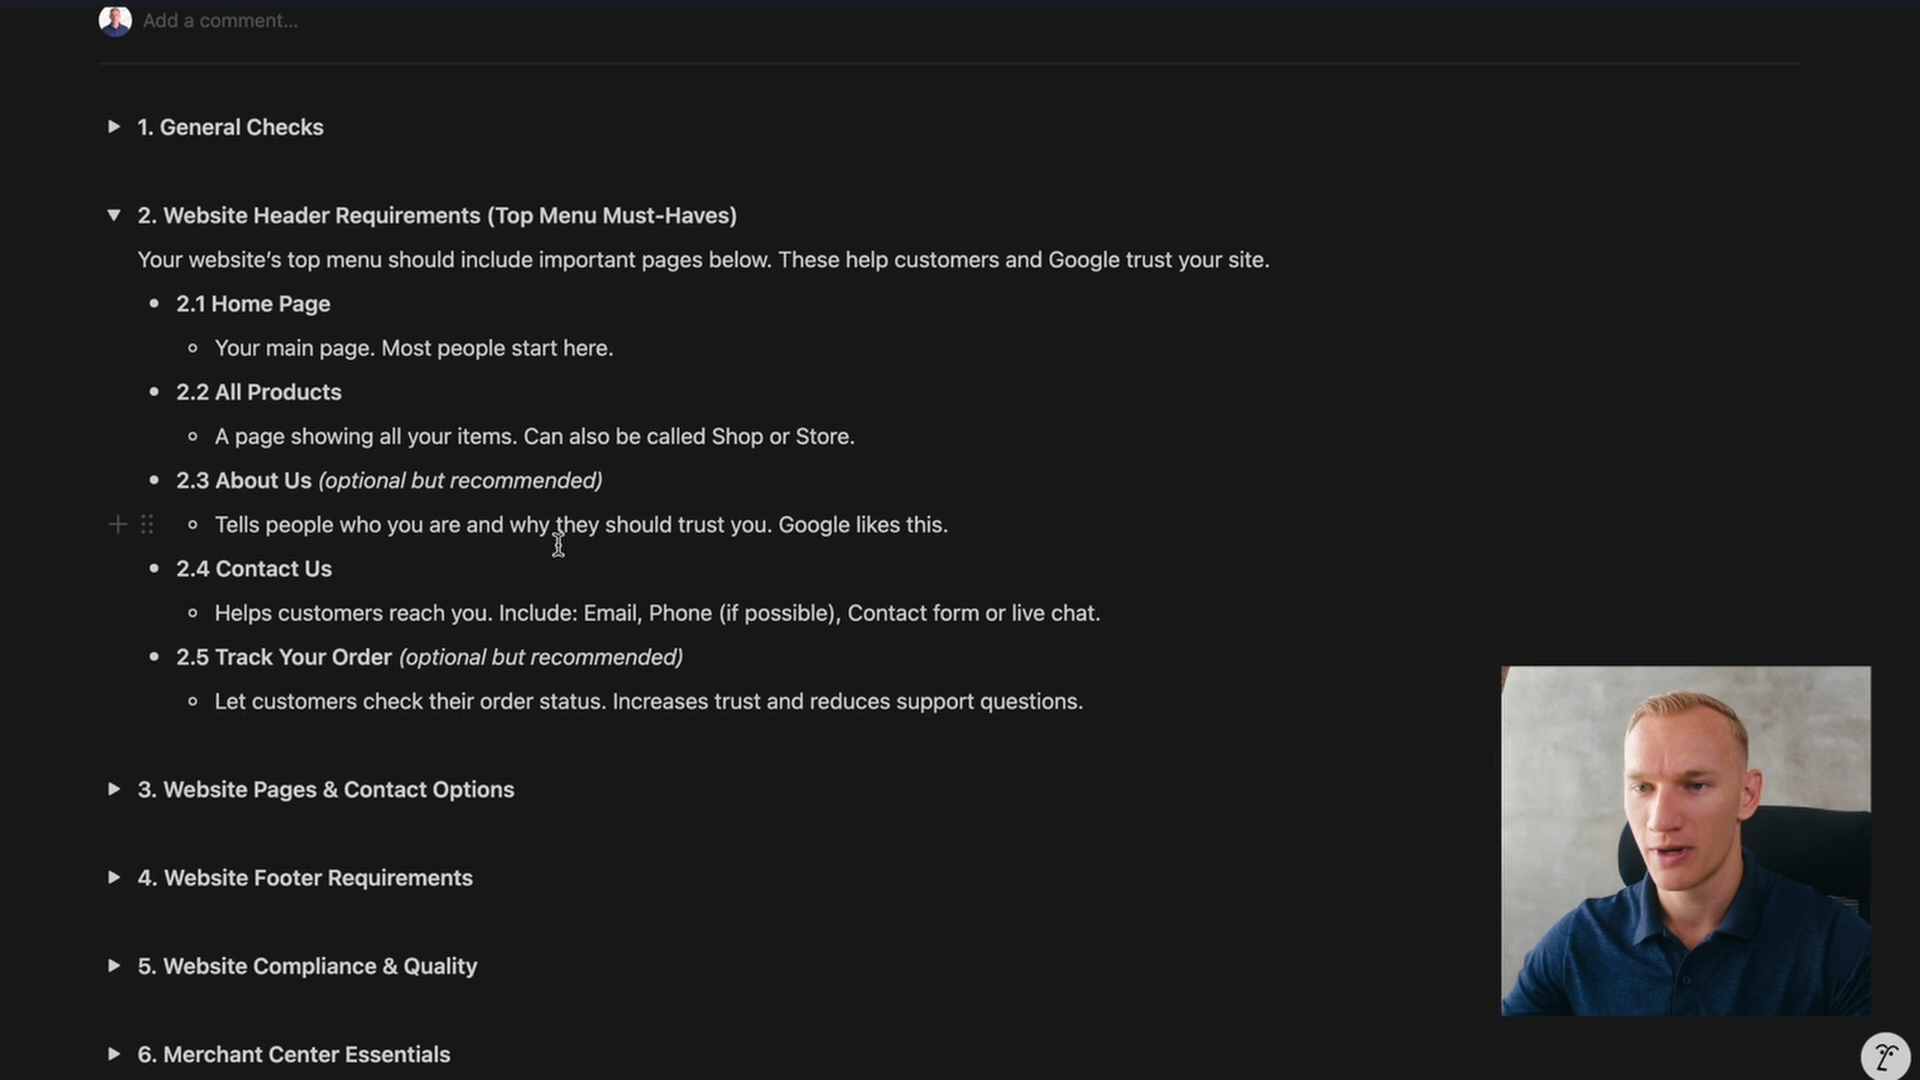 Add a comment...
1. General Checks
2. Website Header Requirements (Top Menu Must-Haves)
Your website’s top menu should include important pages below. These help customers and Google trust your site.
2.1 Home Page
Your main page. Most people start here.
2.2 All Products
A page showing all your items. Can also be called Shop or Store.
2.3 About Us (optional but recommended)
Tells people who you are and why they should trust you. Google likes this.
2.4 Contact Us
Helps customers reach you. Include: Email, Phone (if possible), Contact form or live chat.
2.5 Track Your Order (optional but recommended)
Let customers check their order status. Increases trust and reduces support questions.
3. Website Pages & Contact Options
4. Website Footer Requirements
5. Website Compliance & Quality
6. Merchant Center Essentials